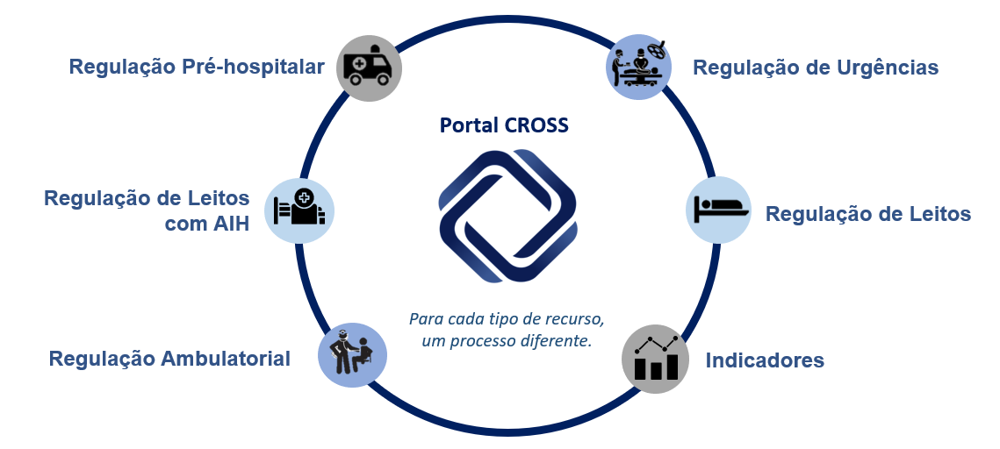 Regulação Pré-hospitalar
Regulação de Urgências
Portal CROSS
Regulação de Leitos
com AIH
Regulação de Leitos
Para cada tipo de recurso,
um processo diferente.
Regulação Ambulatorial
Indicadores